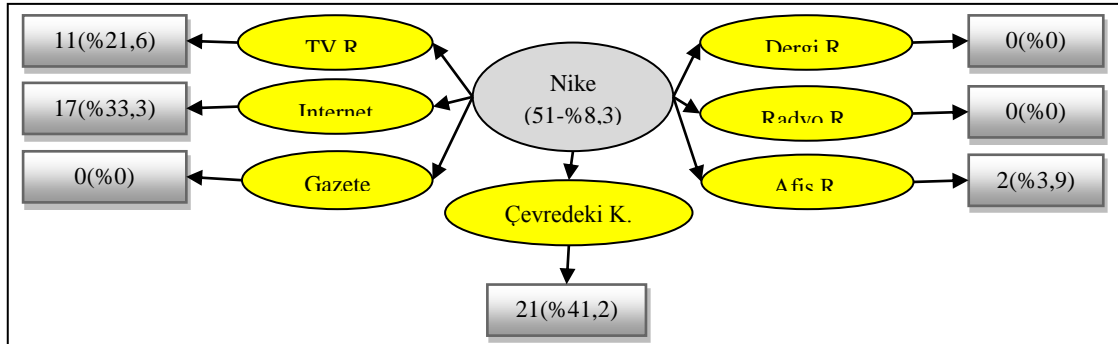 11(%21,6)
TV R.
Dergi R.
0(%0)
Nike
(51-%8,3)
17(%33,3)
Internet
Radyo R.
0(%0)
0(%0)
Gazete
Afiş R.
2(%3,9)
Çevredeki K.
21(%41,2)